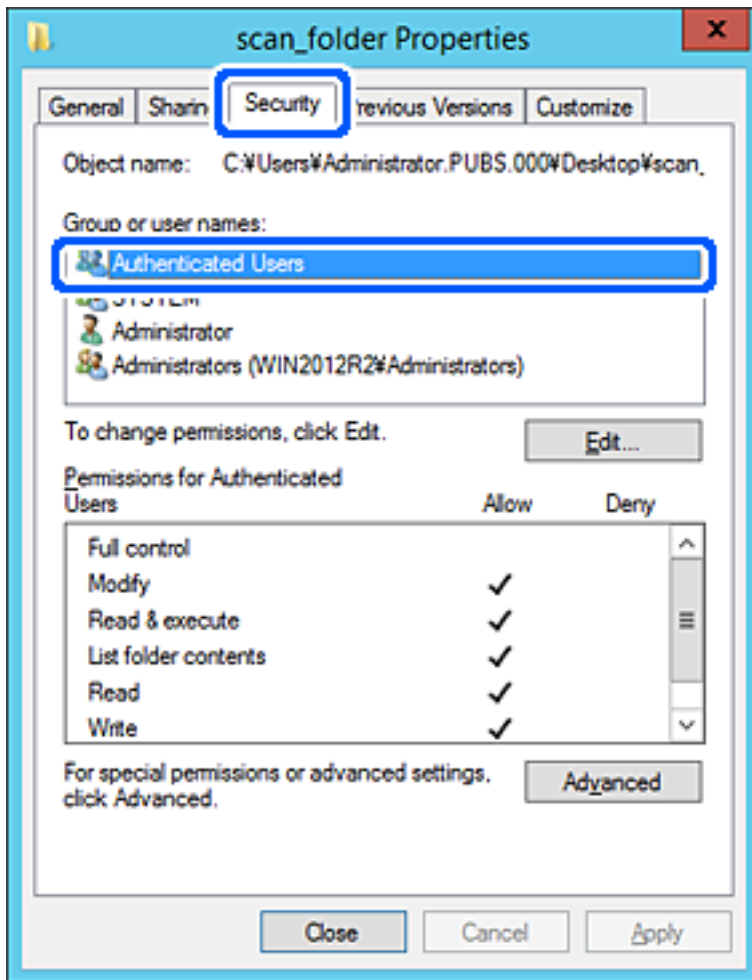 scan_folder Properties
x
General Security Previous Versions Customize
Object name: C:¥Users¥Administrator.PUBS.000¥Desktop¥scan_
Group or user names:
Authenticated Users
SYSTEM
Administrator
Administrators (WIN2012R2¥Administrators)
To change permissions, click Edit.
Edit...
Permissions for Authenticated
Users Allow Deny
Full control
Modify
Read & execute
List folder contents
Read
Write
For special permissions or advanced settings,
click Advanced.
Advanced
Close Cancel Apply